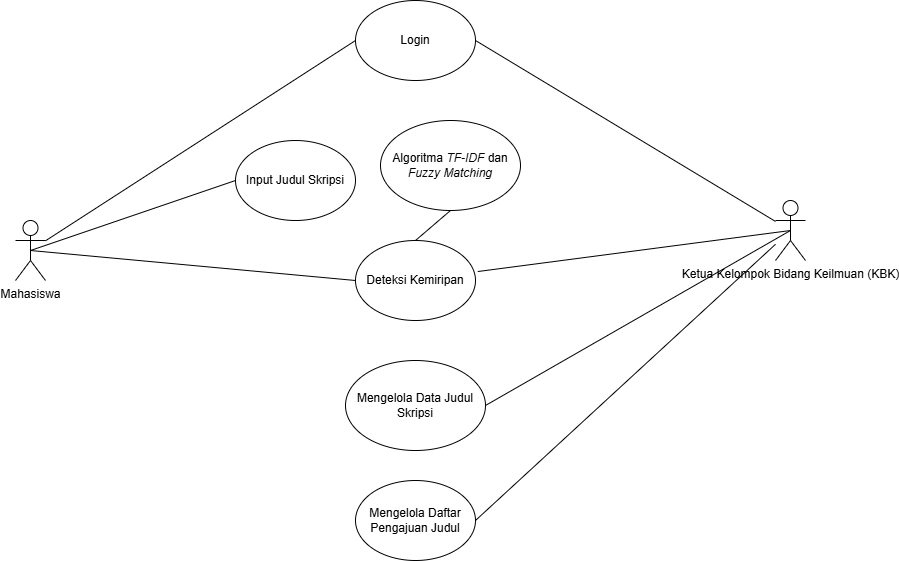 Login
Algoritma TF-IDF dan
Fuzzy Matching
Input Judul Skripsi
Deteksi Kemiripan
Ketua Kelompok Bidang Keilmuan (KBK)
Mahasiswa
Mengelola Data Judul
Skripsi
Mengelola Daftar
Pengajuan Judul